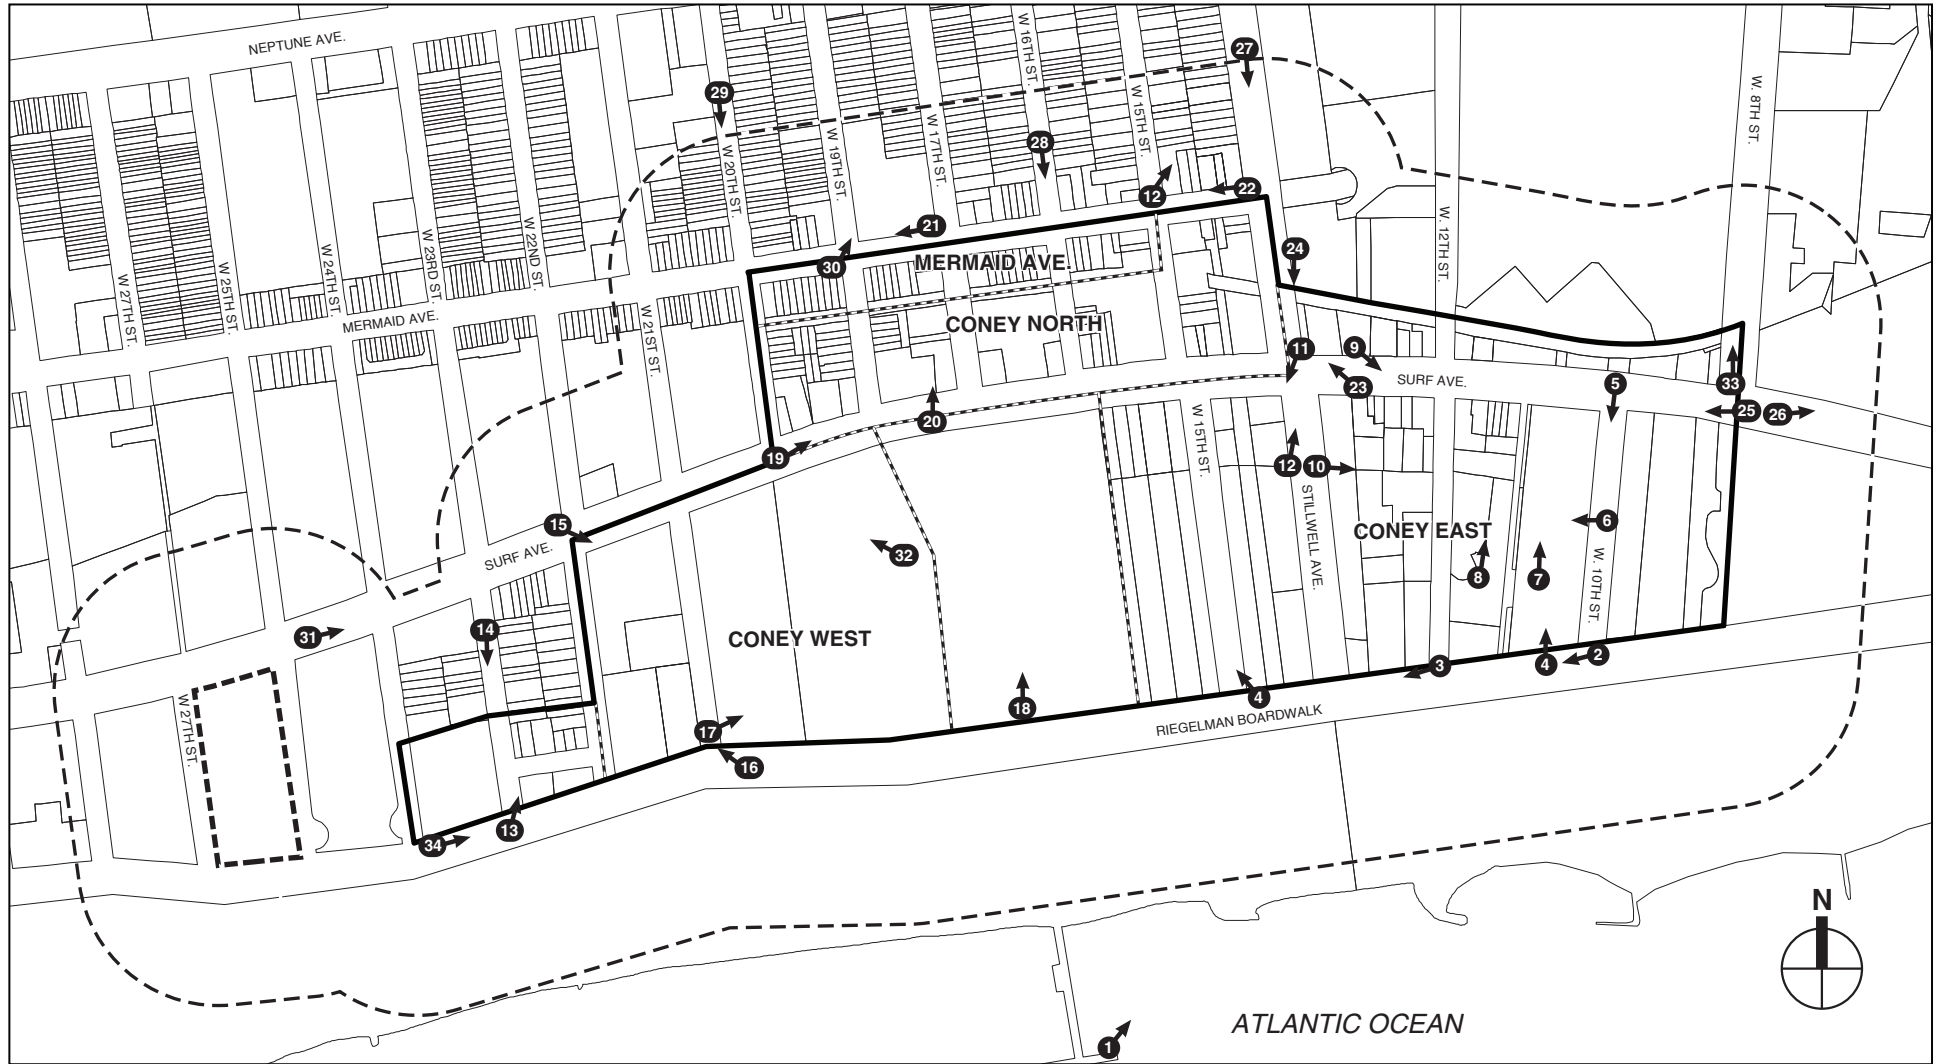 NEPTUNE AVE.
W 16TH ST.
27
W. 8TH ST.
29
W 15TH ST.
28
W 19TH ST.
W 17TH ST.
W 20TH ST.
12
22
W. 12TH ST.
21
24
30
MERMAID AVE.
W 22ND ST.
W 23RD ST.
W 24TH ST.
W 25TH ST.
W 27TH ST.
MERMAID AVE.
CONEY NORTH
W 21ST ST.
11
9
SURF AVE.
23
5
33
20
25
26
19
W 15TH ST.
12
10
STILLWELL AVE.
15
SURF AVE.
32
CONEY EAST
6
8
7
W. 10TH ST.
31
14
CONEY WEST
4
2
3
W 27TH ST.
4
18
17
RIEGELMAN BOARDWALK
16
13
34
N
ATLANTIC OCEAN
1